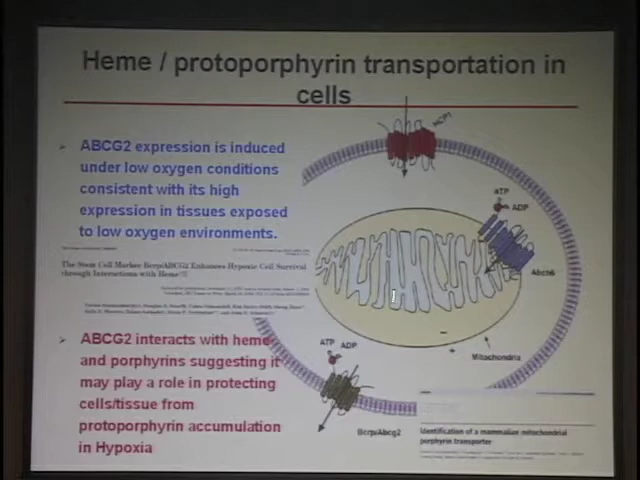 Heme / protoporphyrin transportation in
cells
ABCG2 expression is induced
under low oxygen conditions
consistent with its high
expression in tissues exposed
to low oxygen environments.
The Stem Cell Marker Bcrp/ABCG2 Enhances Hypoxic Cell Survival
through Interactions with Heme
ABCG2 interacts with heme
and porphyrins suggesting it
may play a role in protecting
cells/tissue from
protoporphyrin accumulation
in Hypoxia
HCP1
ATP
ADP
Abcb6
Mitochondria
ATP ADP
Bcrp/Abcg2
Identification of a mammalian mitochondrial
porphyrin transporter